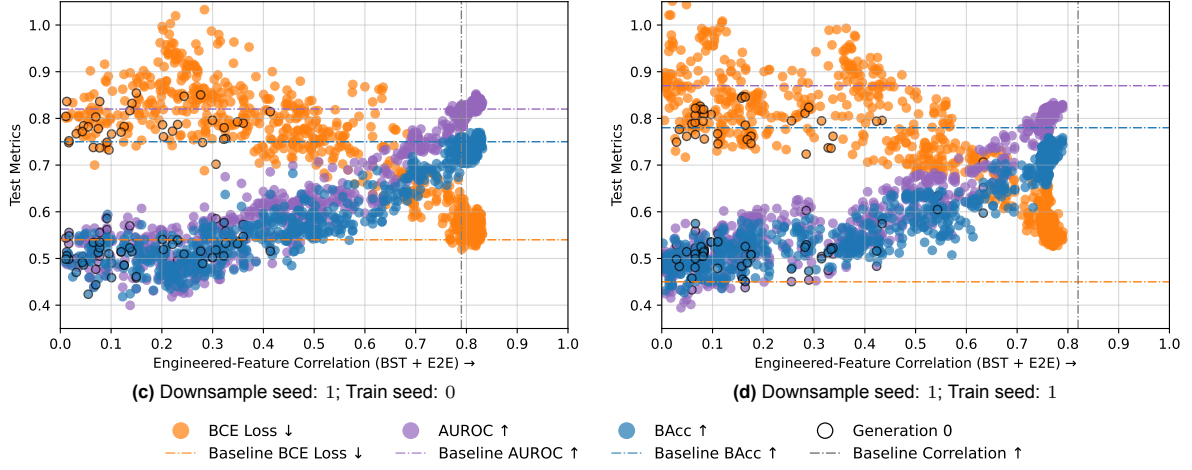 1.0
0.9
0.8
0.7
0.6
0.5
0.4
Test Metrics
0.0 0.1 0.2 0.3 0.4 0.5 0.6 0.7 0.8 0.9 1.0
Engineered-Feature Correlation (BST + E2E) →
(c) Downsample seed: 1; Train seed: 0
1.0
0.9
0.8
0.7
0.6
0.5
0.4
Test Metrics
0.0 0.1 0.2 0.3 0.4 0.5 0.6 0.7 0.8 0.9 1.0
Engineered-Feature Correlation (BST + E2E) →
(d) Downsample seed: 1; Train seed: 1
BCE Loss ↓ AUROC ↑ BAcc ↑ Generation 0
Baseline BCE Loss ↓ Baseline AUROC ↑ Baseline BAcc ↑ Baseline Correlation ↑